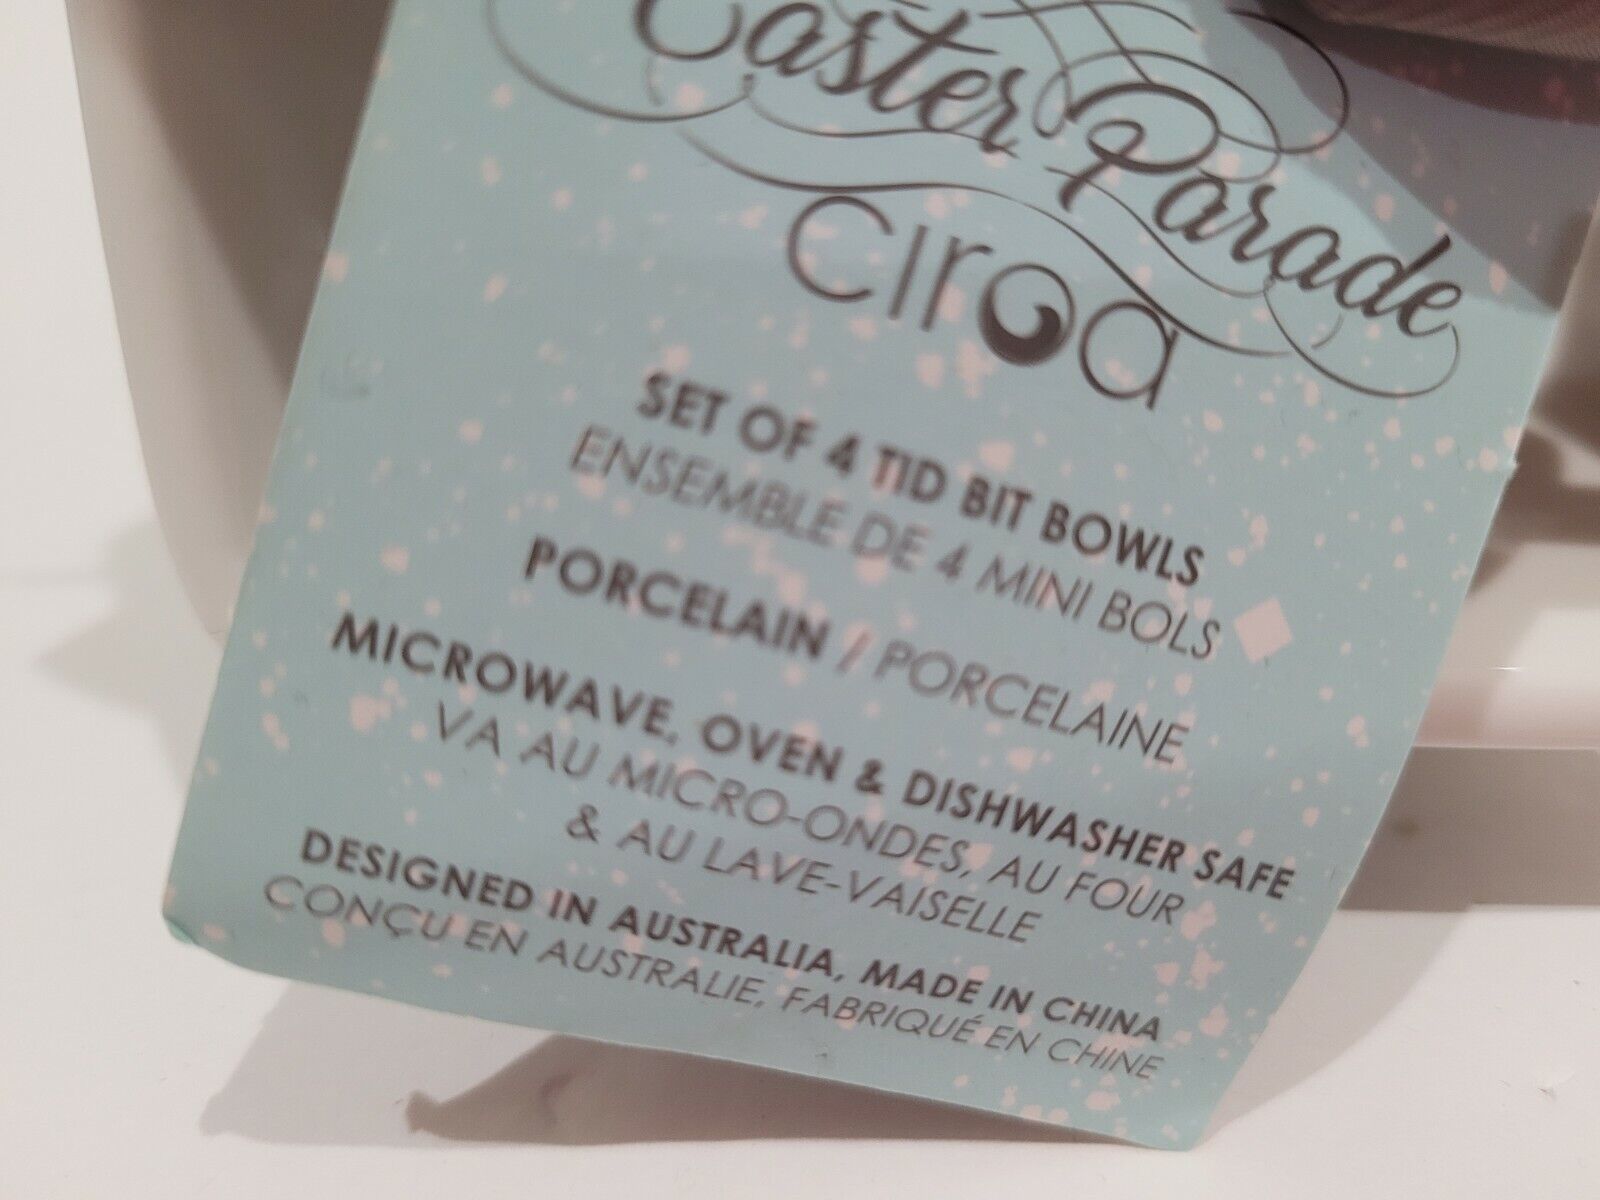 Easter Parade
ciroa
SET OF 4 TID BIT BOWLS
ENSEMBLE DE 4 MINI BOLS
PORCELAIN / PORCELAINE
MICROWAVE, OVEN & DISHWASHER SAFE
VA AU MICRO-ONDES, AU FOUR
& AU LAVE-VAISELLE
DESIGNED IN AUSTRALIA, MADE IN CHINA
CONÇU EN AUSTRALIE, FABRIQUÉ EN CHINE